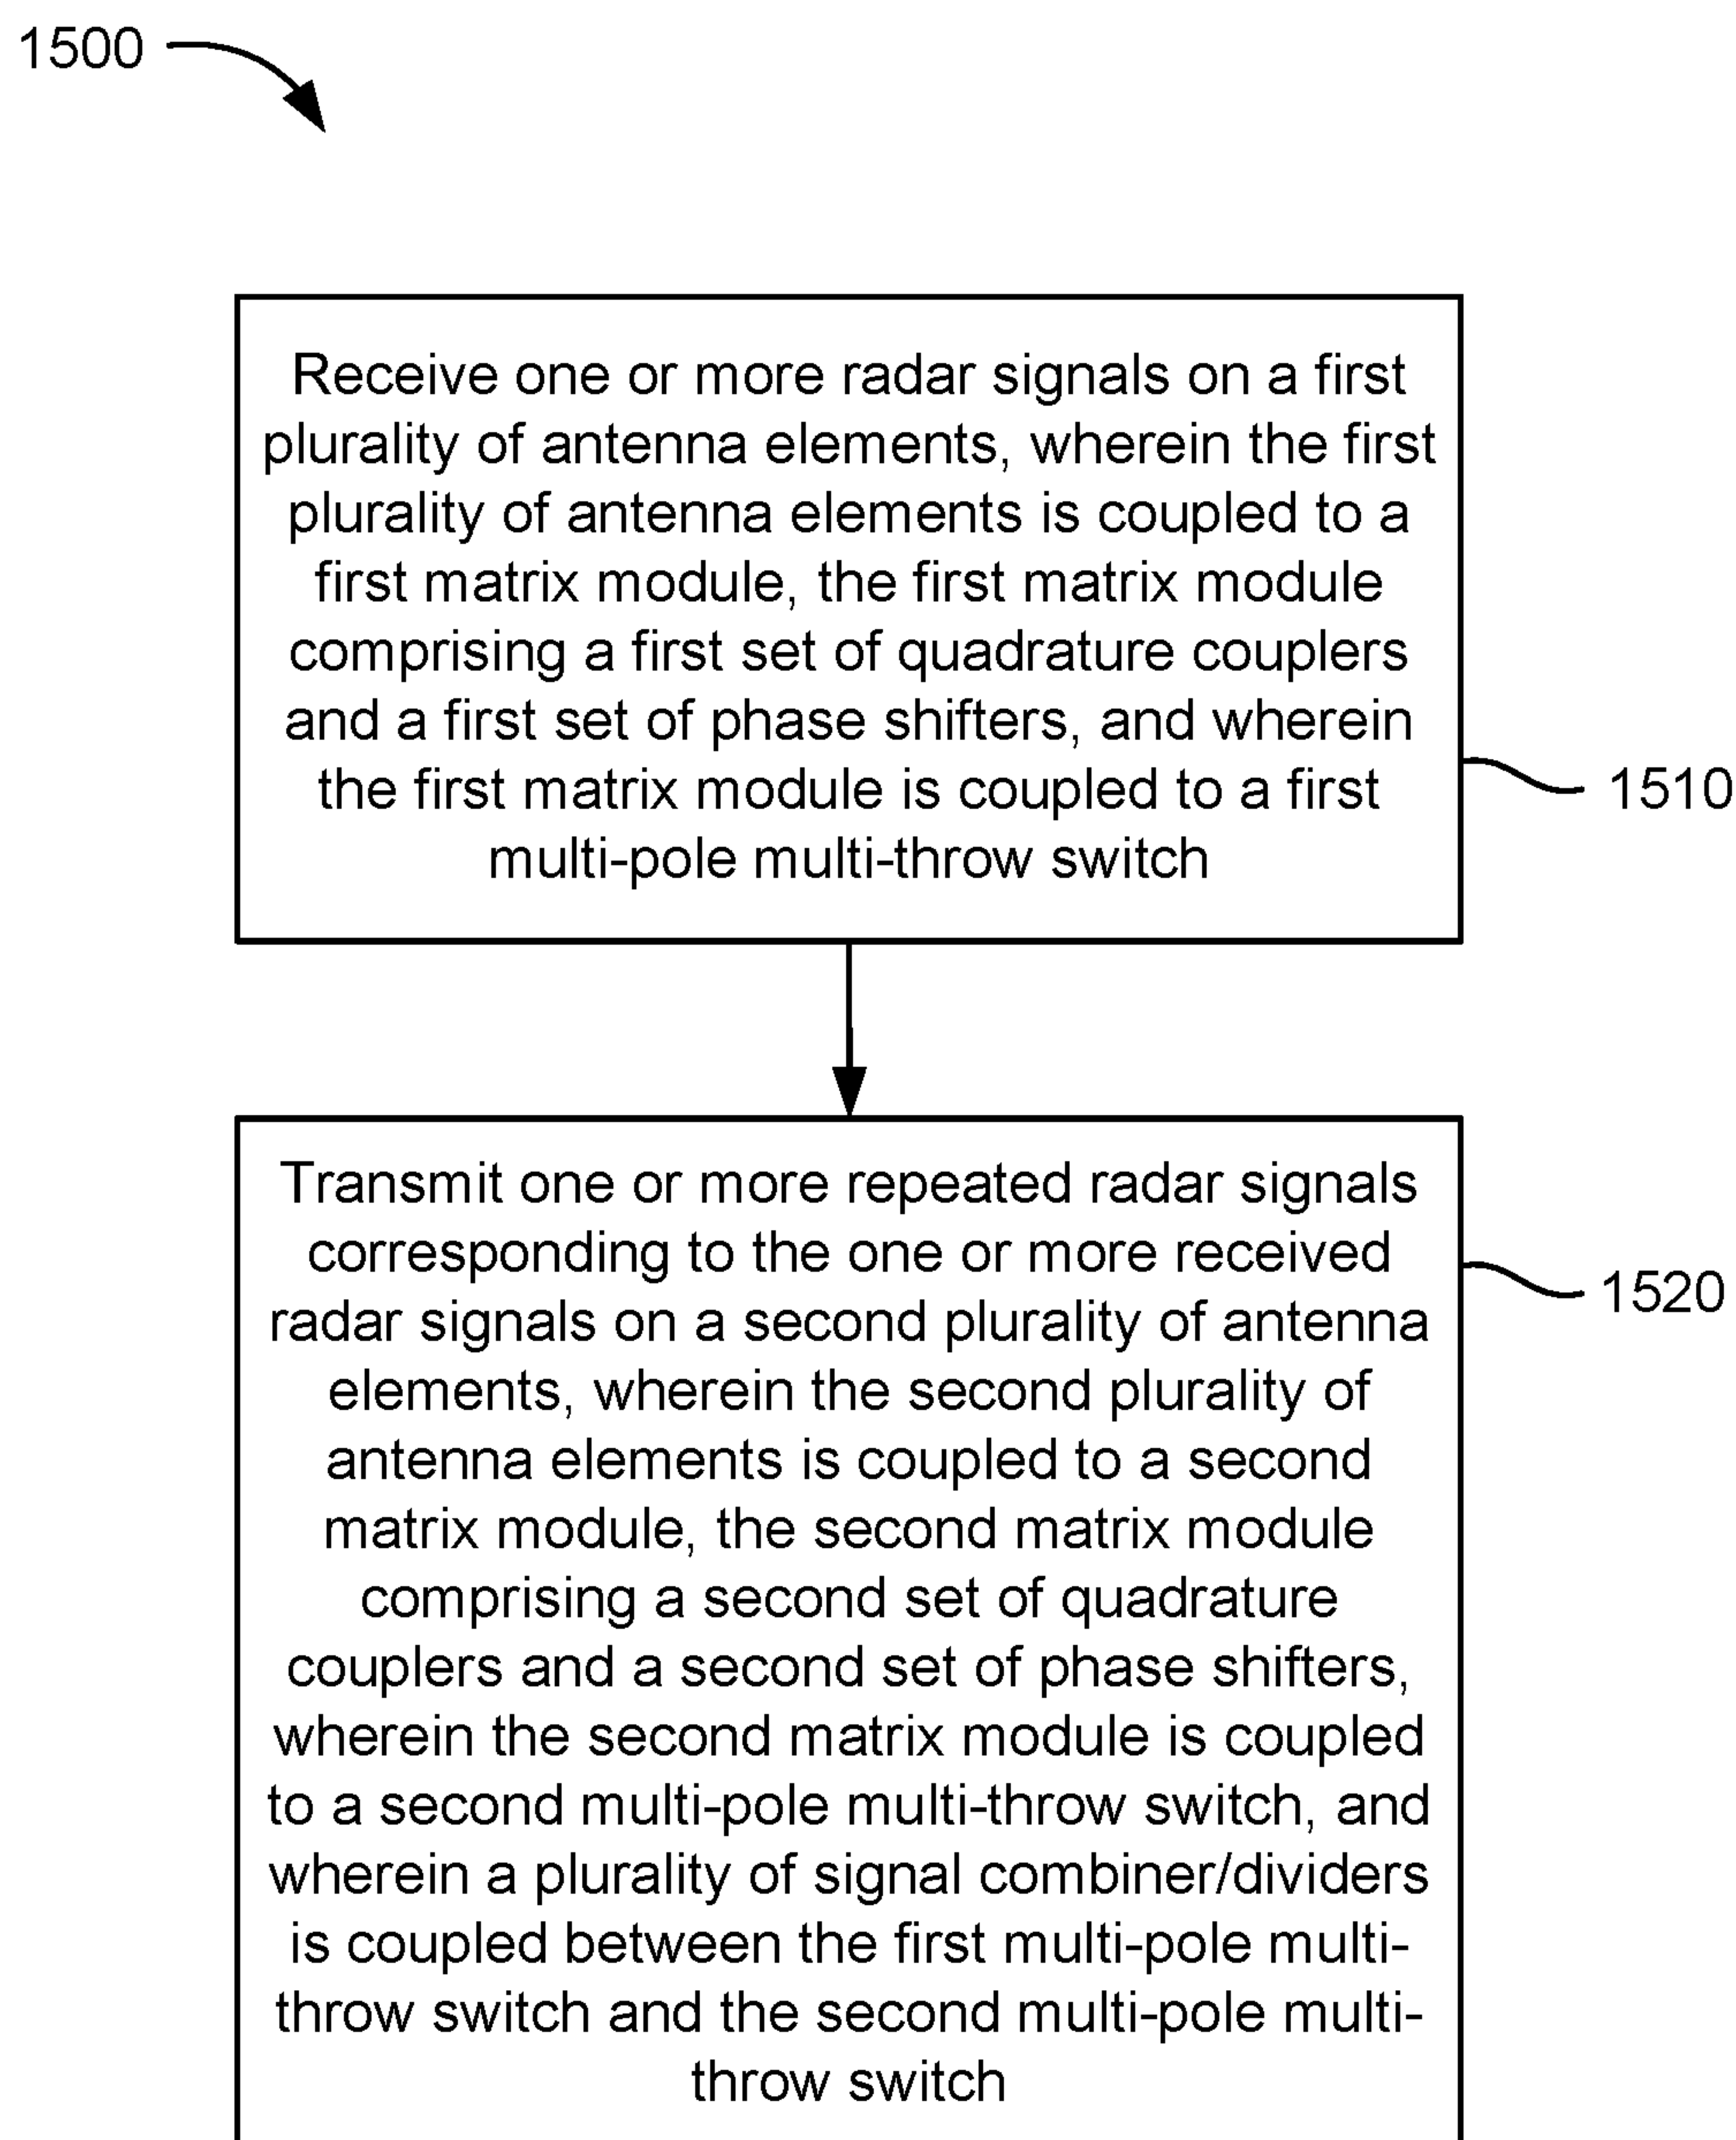 1500
Receive one or more radar signals on a first
plurality of antenna elements, wherein the first
plurality of antenna elements is coupled to a
first matrix module, the first matrix module
comprising a first set of quadrature couplers
and a first set of phase shifters, and wherein
the first matrix module is coupled to a first
multi-pole multi-throw switch
1510
Transmit one or more repeated radar signals
corresponding to the one or more received
radar signals on a second plurality of antenna
elements, wherein the second plurality of
antenna elements is coupled to a second
matrix module, the second matrix module
comprising a second set of quadrature
couplers and a second set of phase shifters,
wherein the second matrix module is coupled
to a second multi-pole multi-throw switch, and
wherein a plurality of signal combiner/dividers
is coupled between the first multi-pole multi-
throw switch and the second multi-pole multi-
throw switch
1520